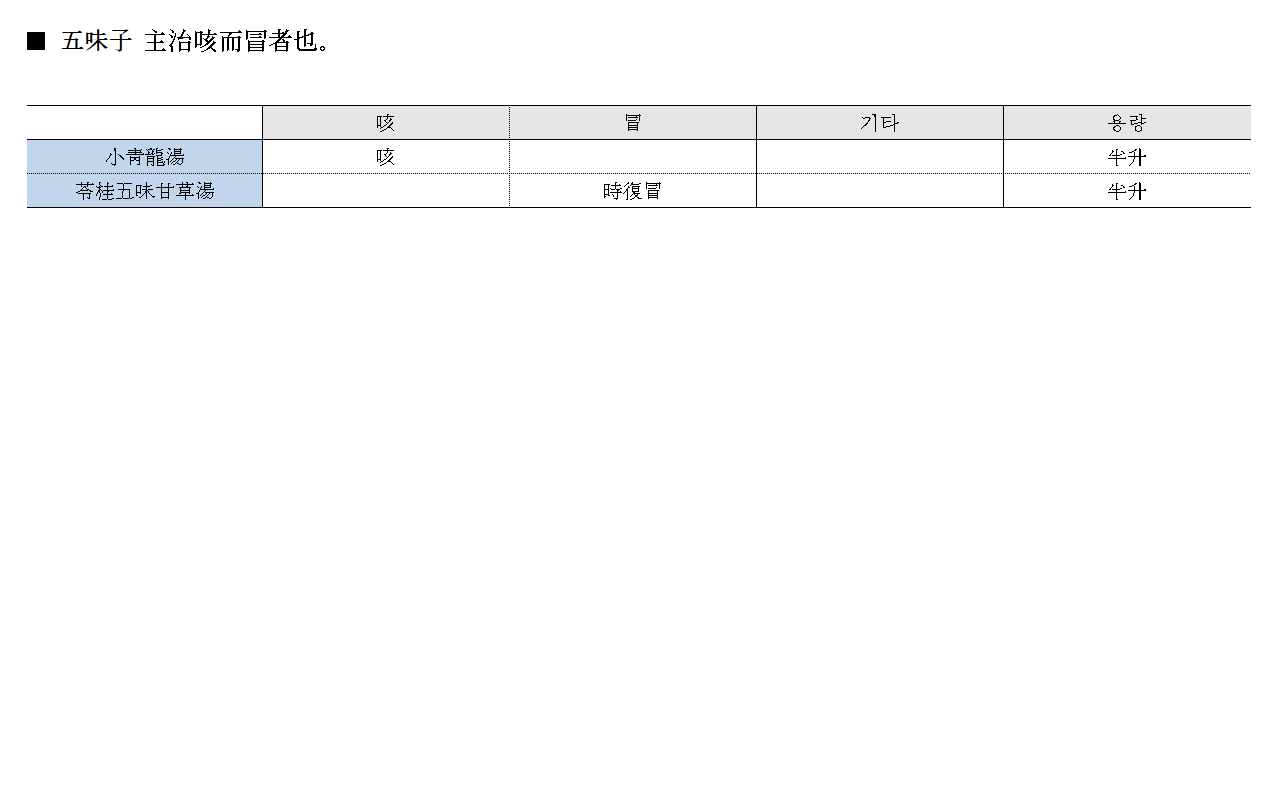 ■ 五味子 主治咳而冒者也。
咳 冒 기타 용량
小靑龍湯 咳 半升
苓桂五味甘草湯 時復冒 半升